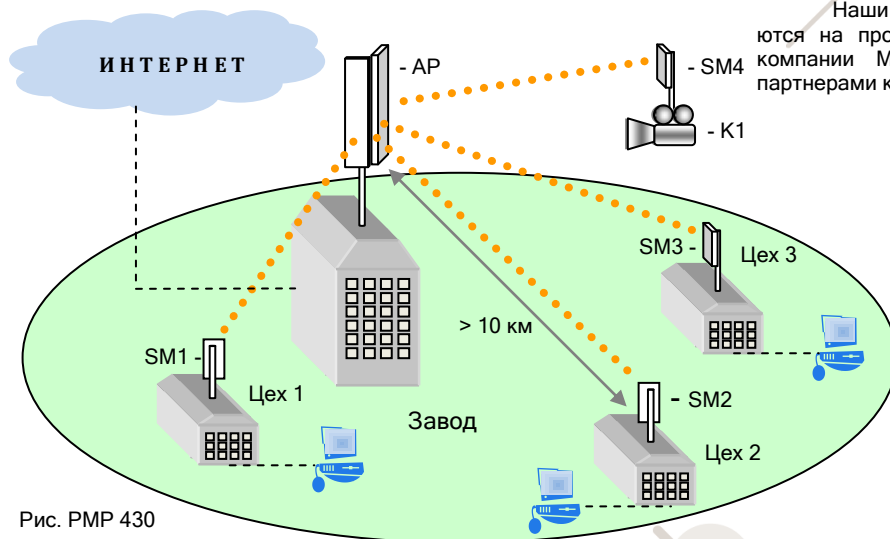 Наши
ются на про
компании М
партнерами к
ИНТЕРНЕТ
- AP
- SM4
- К1
SM3 -
Цех 3
> 10 км
SM1 -
Цех 1
- SM2
Завод
Цех 2
Рис. PMP 430